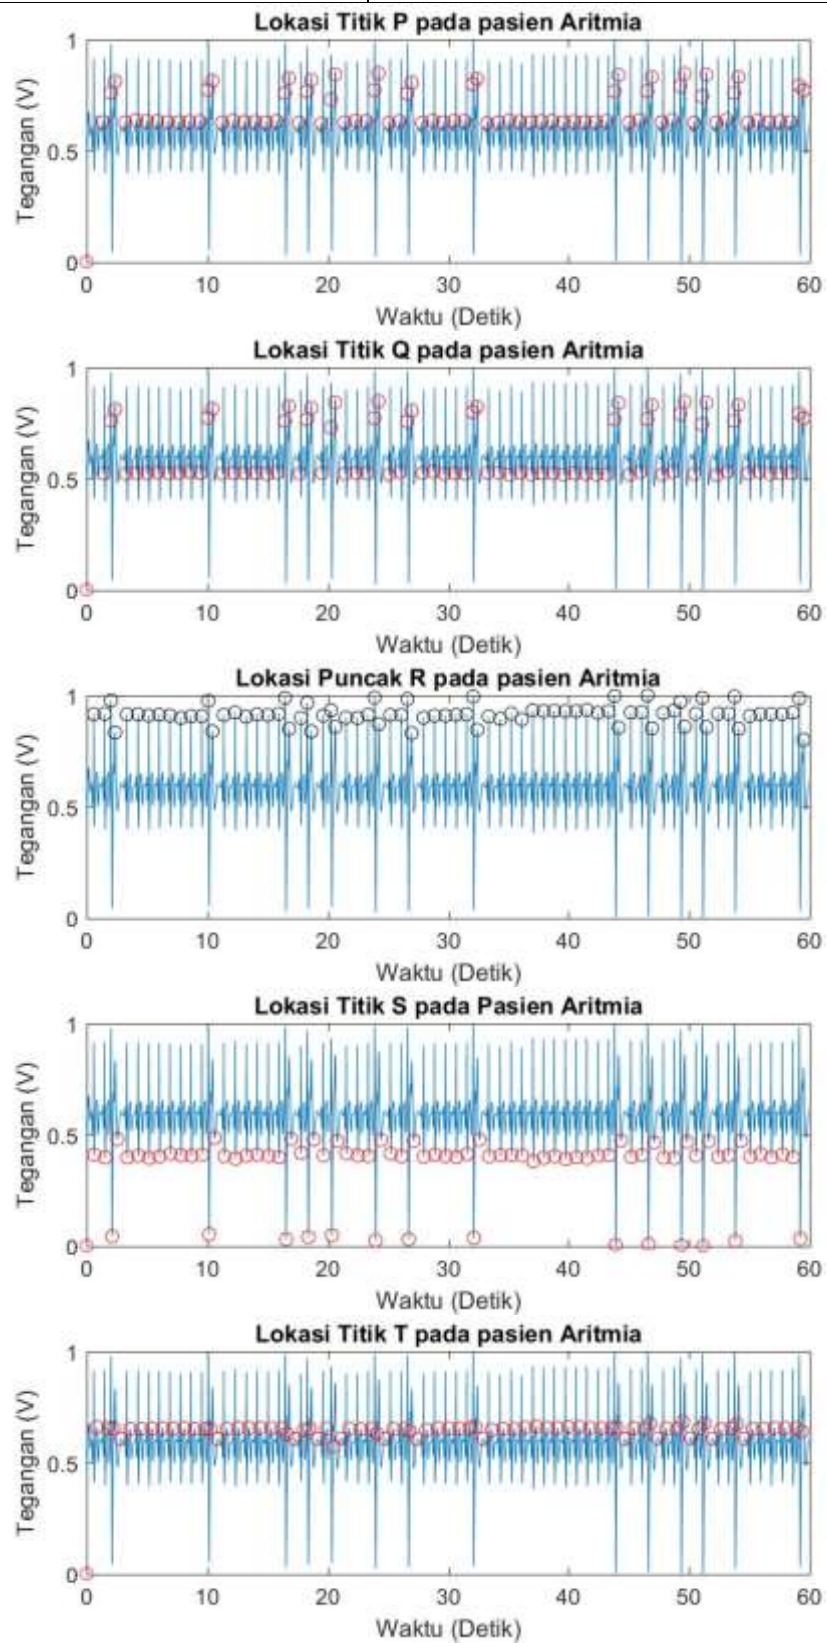 Lokasi Titik P pada pasien Aritmia
1
0.5
0
Tegangan (V)
0 10 20 30 40 50 60
Waktu (Detik)
Lokasi Titik Q pada pasien Aritmia
1
0.5
0
Tegangan (V)
0 10 20 30 40 50 60
Waktu (Detik)
Lokasi Puncak R pada pasien Aritmia
1
0.5
0
Tegangan (V)
0 10 20 30 40 50 60
Waktu (Detik)
Lokasi Titik S pada Pasien Aritmia
1
0.5
0
Tegangan (V)
0 10 20 30 40 50 60
Waktu (Detik)
Lokasi Titik T pada pasien Aritmia
1
0.5
0
Tegangan (V)
0 10 20 30 40 50 60
Waktu (Detik)